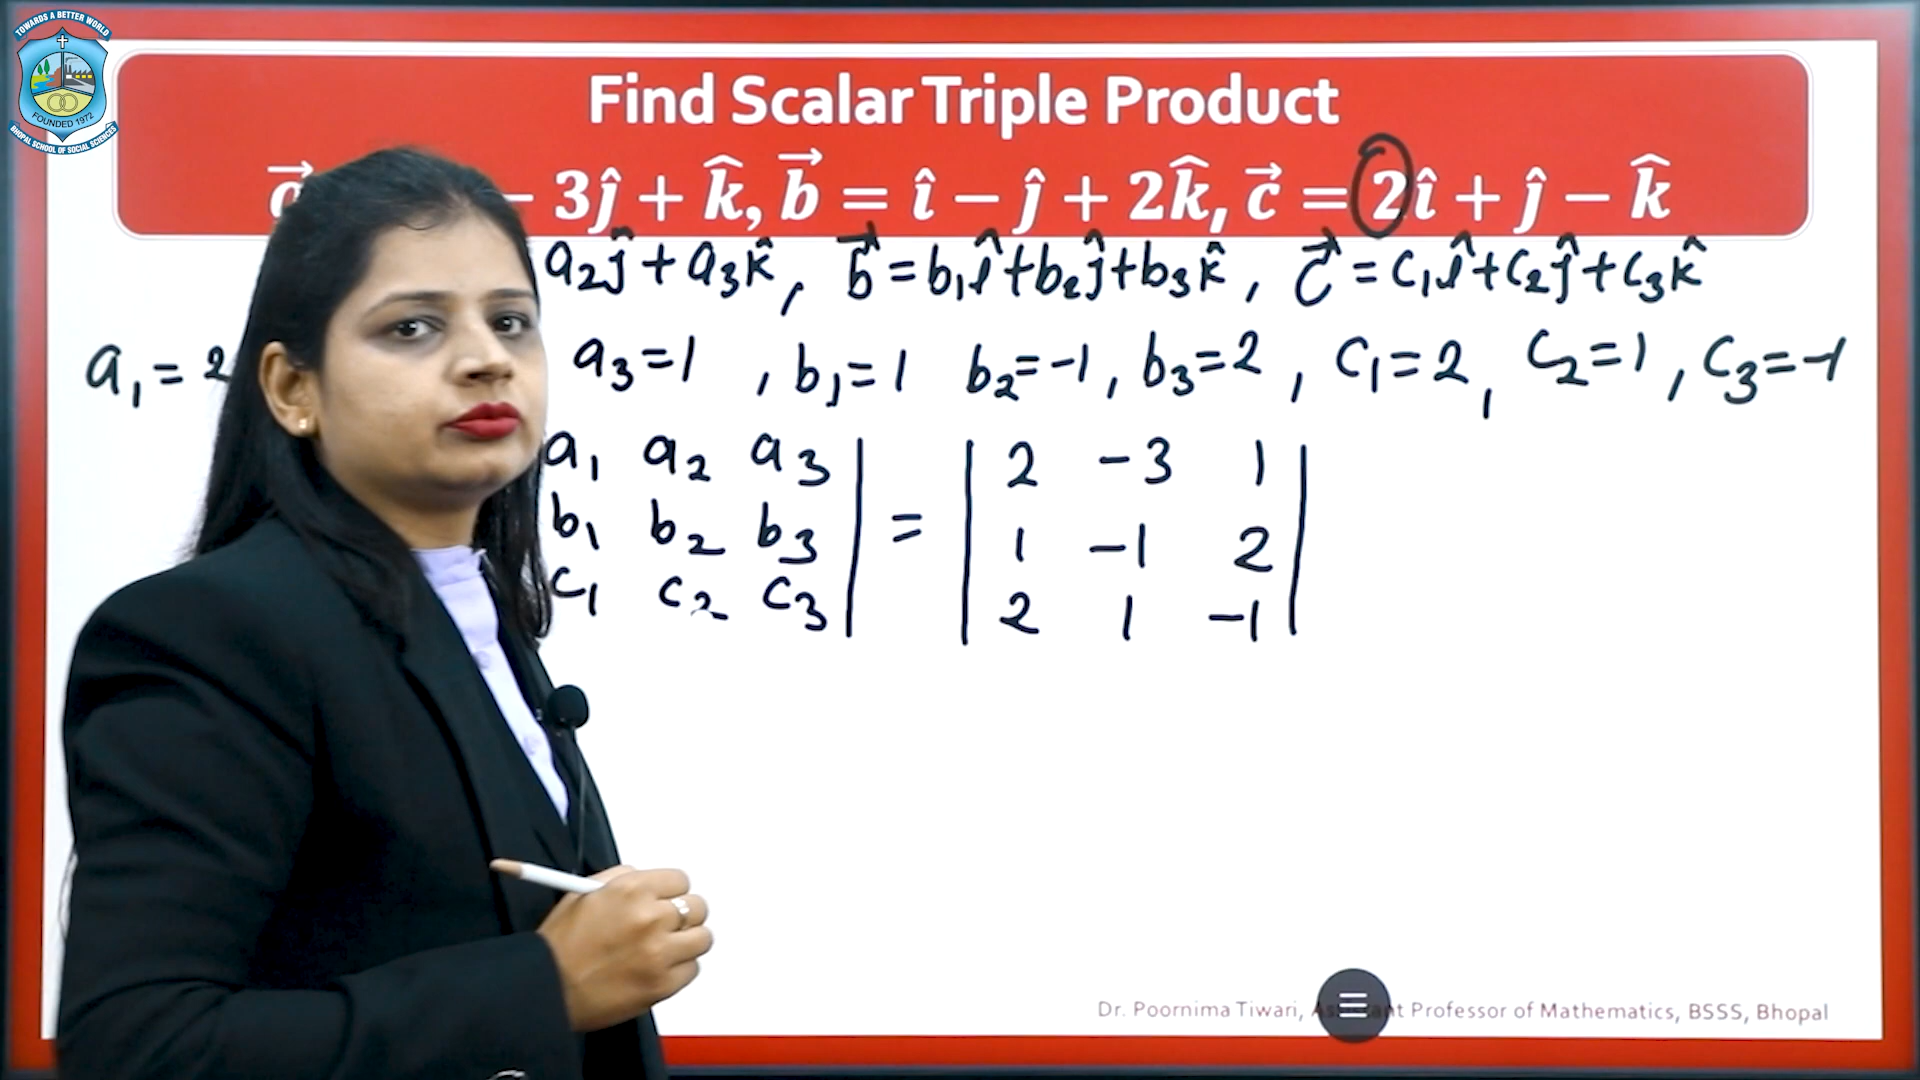 TOWARDS A BETTER WORLD
FOUNDED 1972
BHOPAL SCHOOL OF SOCIAL SCIENCES
Find Scalar Triple Product
− 3ĵ + k̂, b⃗ = î − ĵ + 2k̂, c⃗ = 2î + ĵ − k̂
a₂ĵ + a₃k̂, b⃗ = b₁î + b₂ĵ + b₃k̂, c⃗ = c₁î + c₂ĵ + c₃k̂
a₁ = 2 a₃ = 1 , b₁ = 1 b₂ = -1, b₃ = 2 , c₁ = 2 , c₂ = 1 , c₃ = -1
a₁ a₂ a₃ | = | 2 -3 1 |
b₁ b₂ b₃ | | 1 -1 2 |
c₁ c₂ c₃ | | 2 1 -1 |
Dr. Poornima Tiwari, Assistant Professor of Mathematics, BSSS, Bhopal